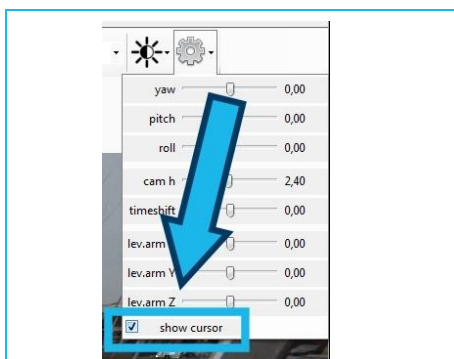 yaw 0,00
pitch 0,00
roll 0,00
cam h 2,40
timeshift 0,00
lev.arm 0,00
lev.arm Y 0,00
lev.arm Z 0,00
show cursor